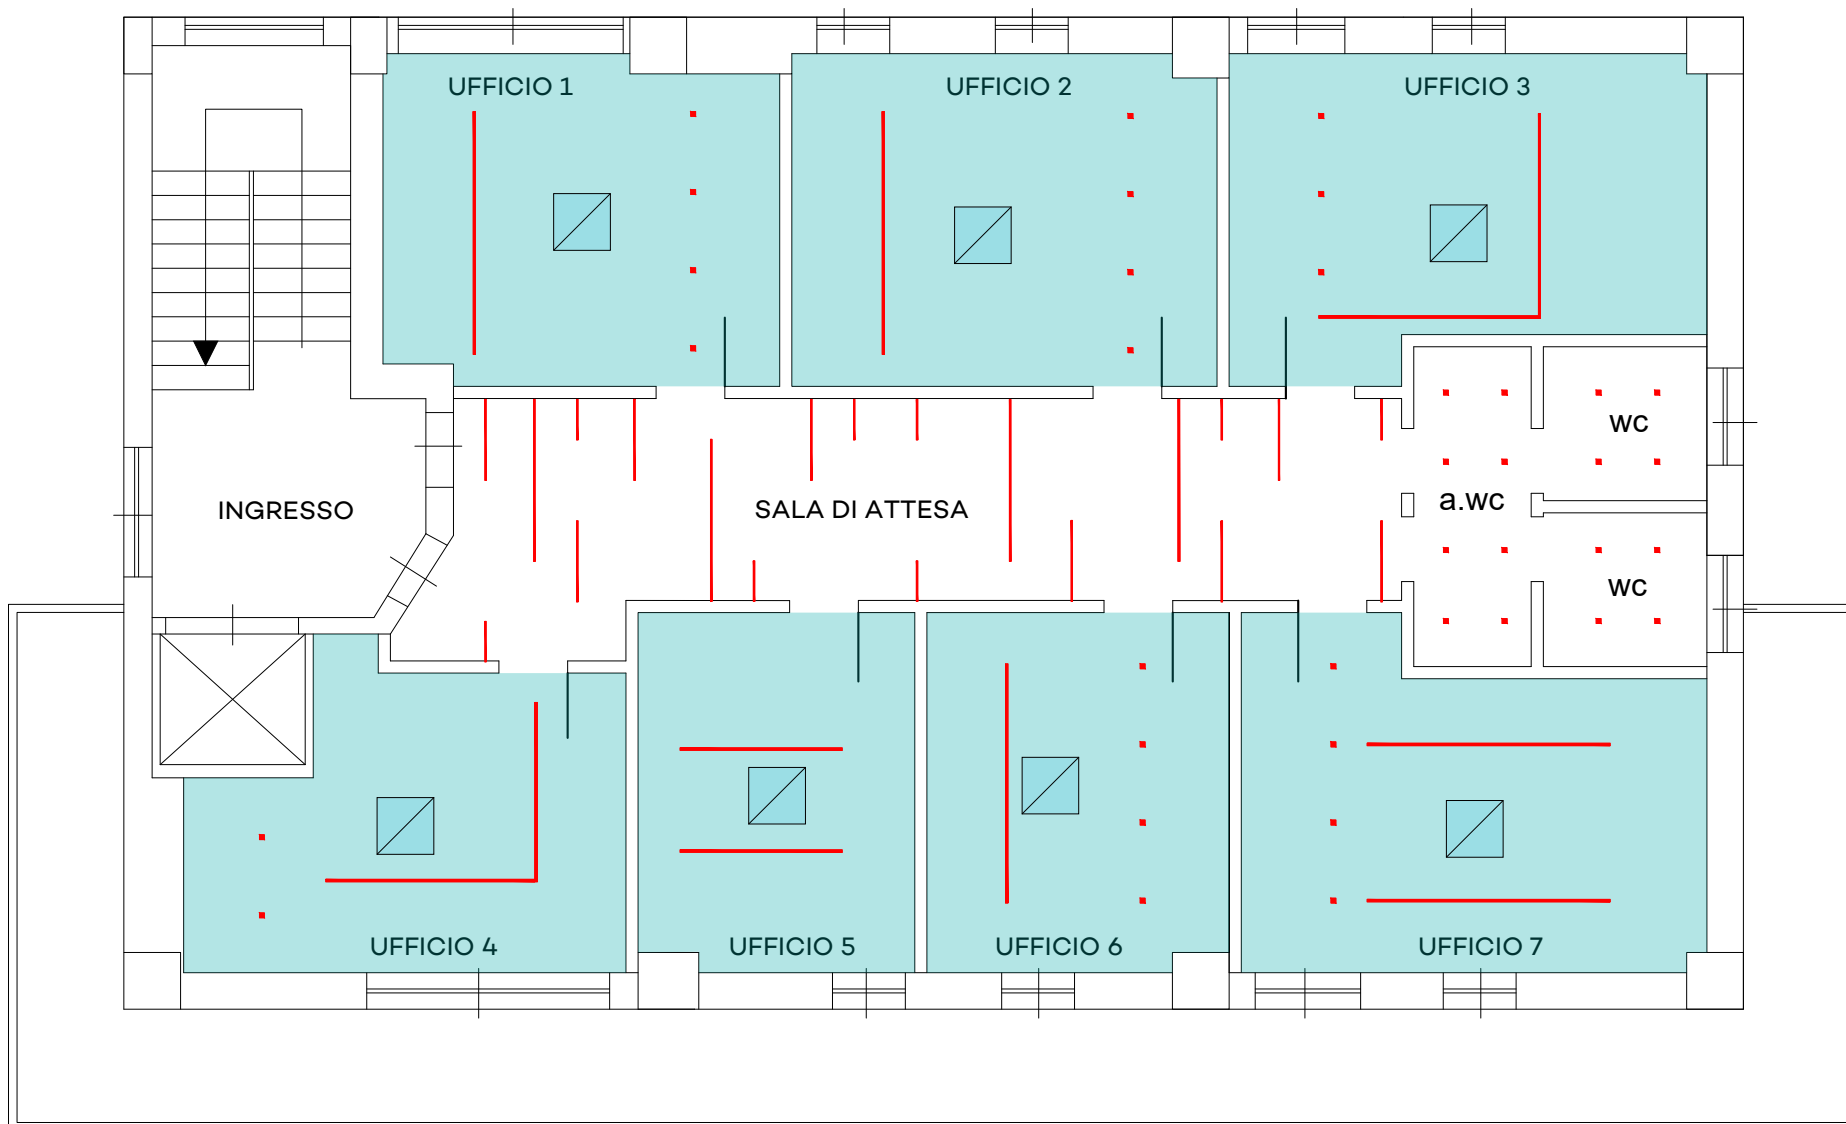 UFFICIO 1
UFFICIO 2
UFFICIO 3
wc
a.wc
INGRESSO
SALA DI ATTESA
wc
UFFICIO 4
UFFICIO 5
UFFICIO 6
UFFICIO 7